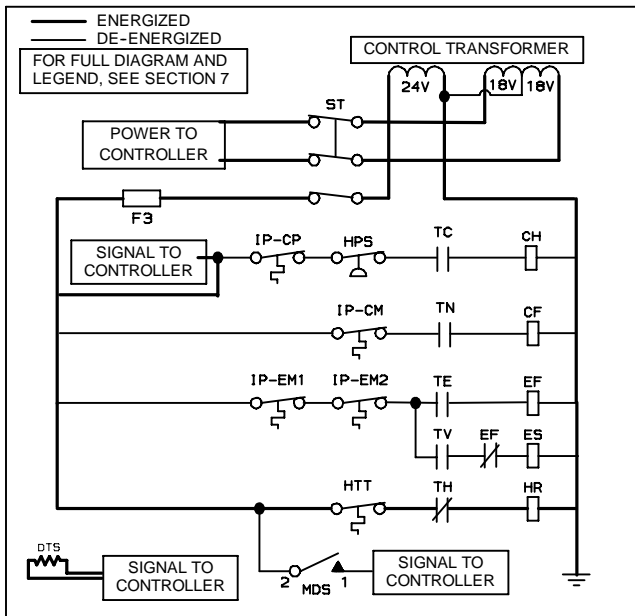 ENERGIZED
DE-ENERGIZED
FOR FULL DIAGRAM AND
LEGEND, SEE SECTION 7
CONTROL TRANSFORMER
24V
18V
18V
ST
POWER TO
CONTROLLER
F3
SIGNAL TO
CONTROLLER
IP-CP
HPS
TC
CH
IP-CM
TN
CF
IP-EM1
IP-EM2
TE
EF
TV
EF
ES
HTT
TH
HR
DTS
SIGNAL TO
CONTROLLER
2
MDS
1
SIGNAL TO
CONTROLLER